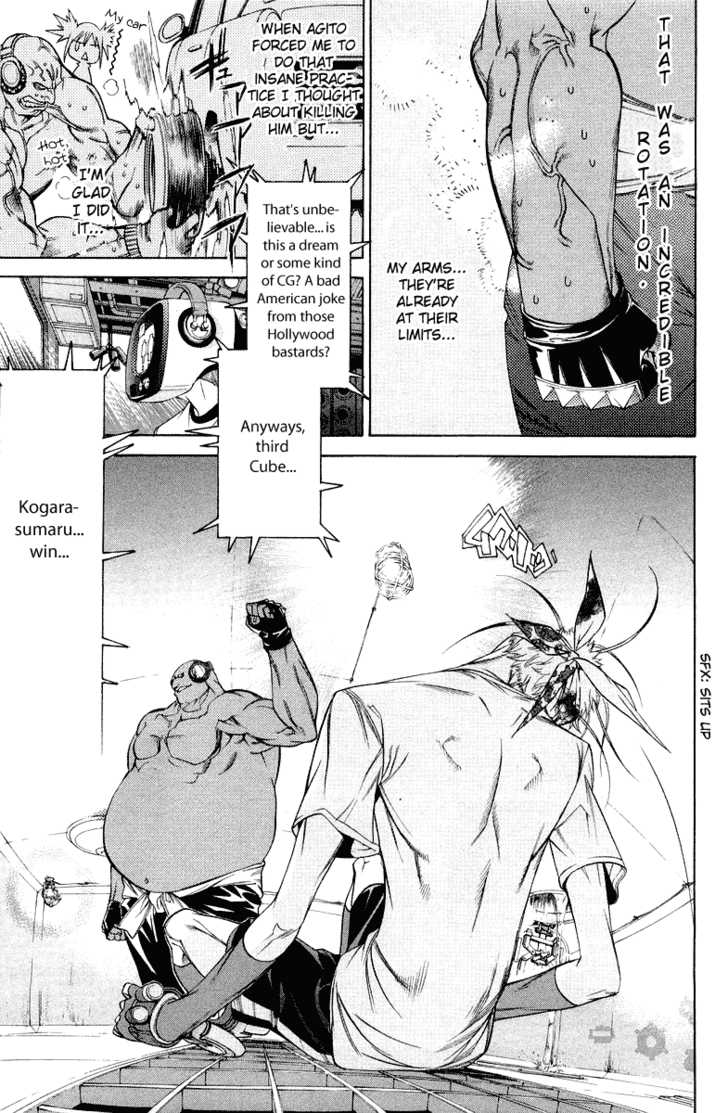 THAT WAS AN INCREDIBLE
ROTATION.
MY ARMS...
THEY'RE
ALREADY
AT THEIR
LIMITS...
WHEN AGITO
FORCED ME TO
DO THAT
INSANE PRAC-
TICE I THOUGHT
ABOUT KILLING
HIM BUT...
My car
Hot,
hot
I'M
GLAD
I DID
IT...
That's unbe-
lievable... is
this a dream
or some kind
of CG? A bad
American joke
from those
Hollywood
bastards?
Anyways,
third
Cube...
Kogara-
sumaru...
win...
SFX: SITS UP